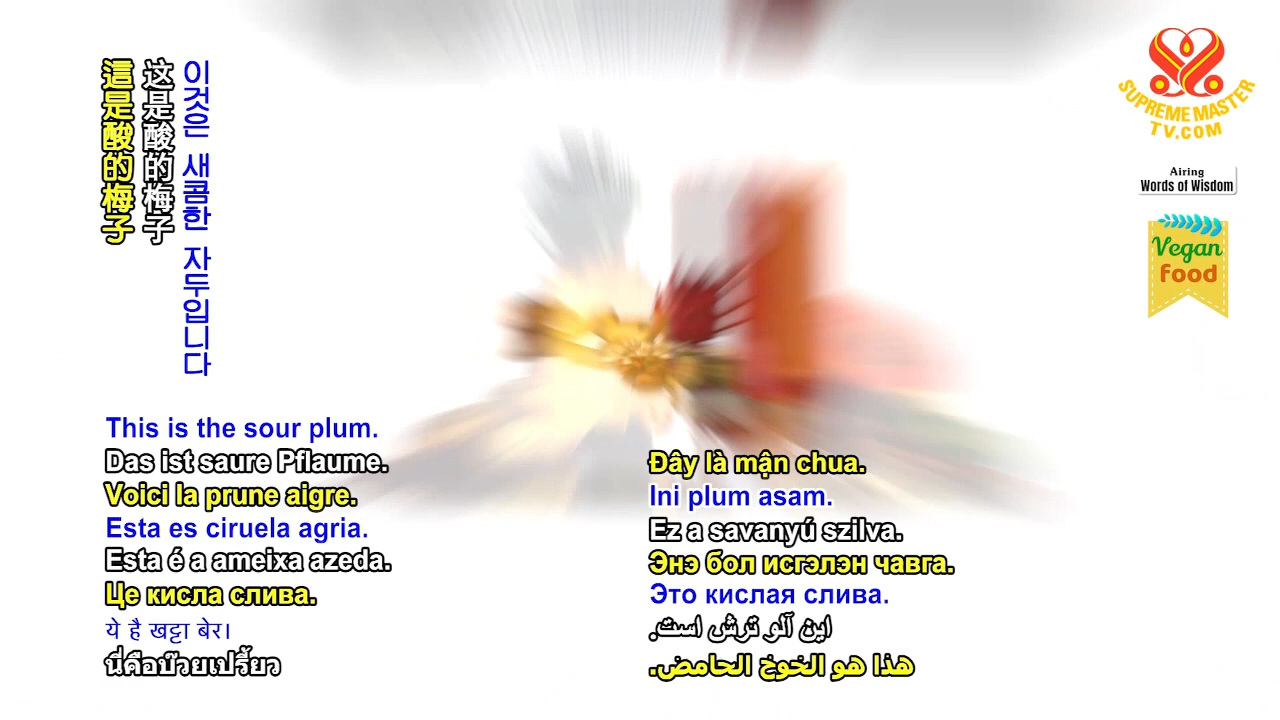 這是酸的梅子
这是酸的梅子
이것은 새콤한 자두입니다
This is the sour plum.
Das ist saure Pflaume.
Voici la prune aigre.
Esta es ciruela agria.
Esta é a ameixa azeda.
Це кисла слива.
ये है खट्टा बेर।
นี่คือบ๊วยเปรี้ยว
Đây là mận chua.
Ini plum asam.
Ez a savanyú szilva.
Энэ бол исгэлэн чавга.
Это кислая слива.
این آلو ترش است.
هذا هو الخوخ الحامض.
SUPREME MASTER
TV.COM
Airing
Words of Wisdom
Vegan
Food